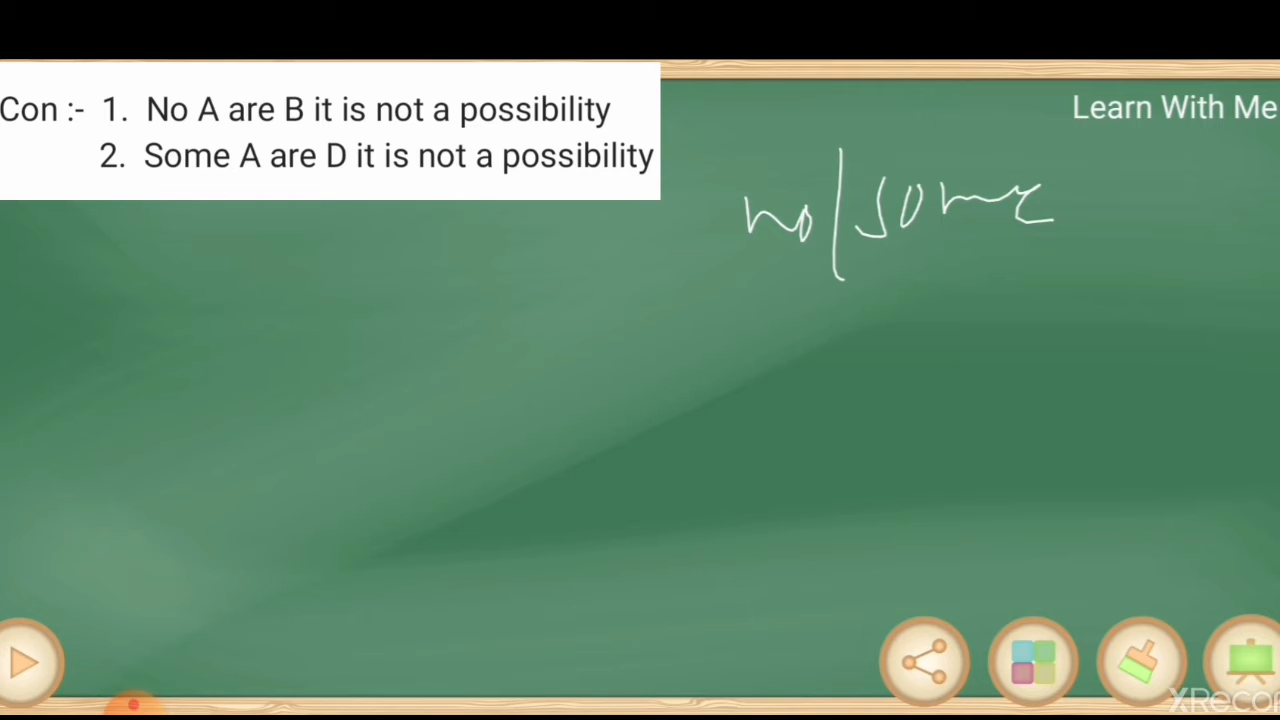 Con :- 1. No A are B it is not a possibility
2. Some A are D it is not a possibility
Learn With Me
no/some
XRecor